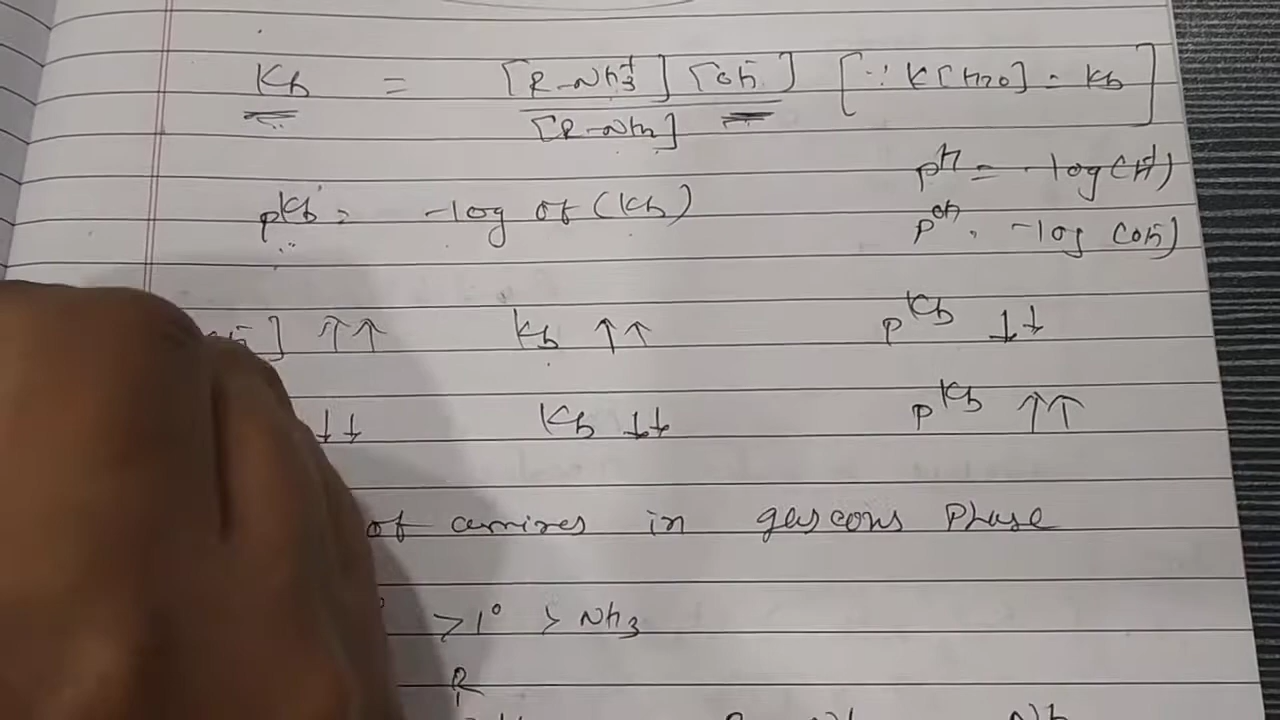 Kb = [R-NH3+] [OH-] / [R-NH2] [∵ K[H2O] = Kb]
pH = -log(H+)
pKb = -log of (Kb)
pOH = -log (OH-]
OH-] ↑↑ Kb ↑↑ pKb ↓↓
↓↓ Kb ↓↓ pKb ↑↑
of amines in gaseous Phase
> 1° > NH3
R